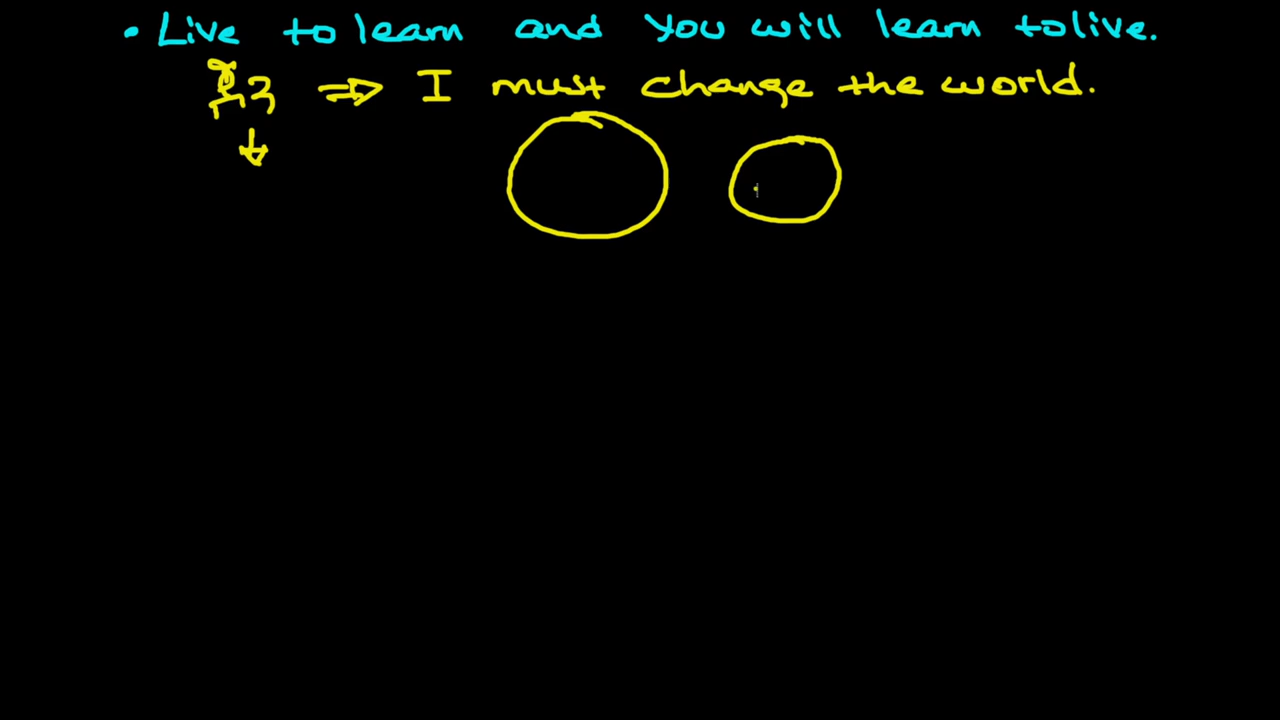 • Live to learn and you will learn to live.
⇒ I must change the world.